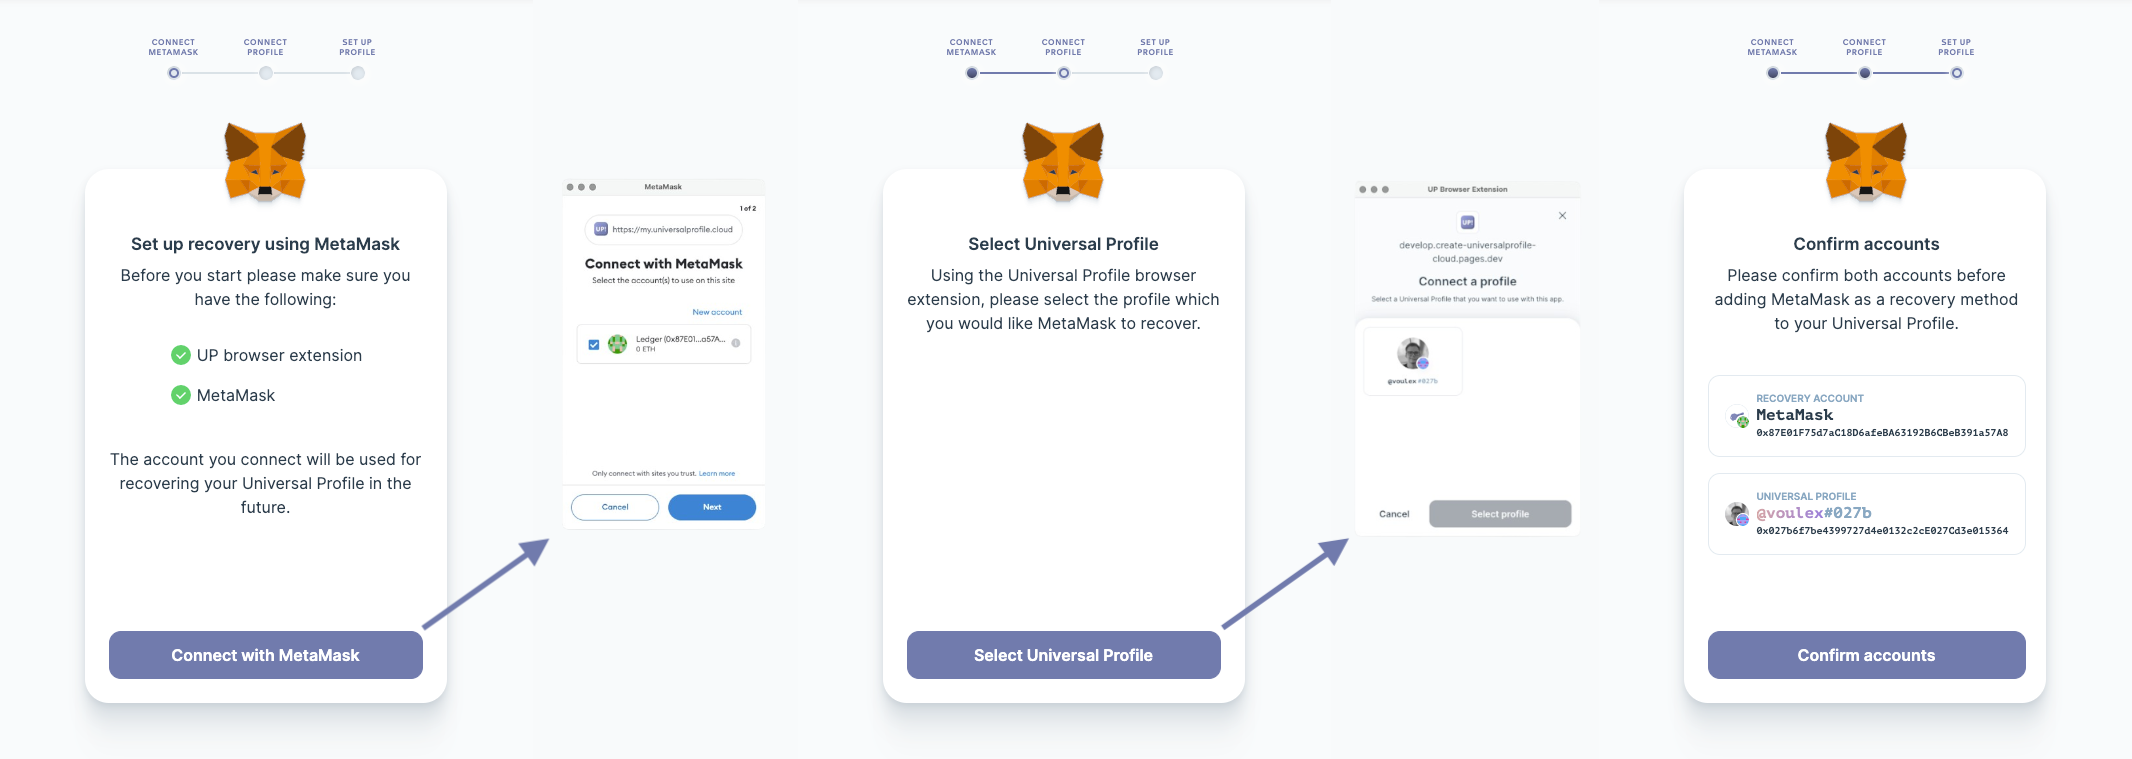 CONNECT
METAMASK
CONNECT
PROFILE
SET UP
PROFILE
Set up recovery using MetaMask
Before you start please make sure you
have the following:
UP browser extension
MetaMask
The account you connect will be used for
recovering your Universal Profile in the
future.
Connect with MetaMask
MetaMask
1 of 2
UP!
https://my.universalprofile.cloud
Connect with MetaMask
Select the account(s) to use on this site
New account
Ledger (0x87E01...a57A...
0 ETH
Only connect with sites you trust. Learn more
Cancel
Next
CONNECT
METAMASK
CONNECT
PROFILE
SET UP
PROFILE
Select Universal Profile
Using the Universal Profile browser
extension, please select the profile which
you would like MetaMask to recover.
Select Universal Profile
UP Browser Extension
UP!
develop.create-universalprofile-
cloud.pages.dev
Connect a profile
Select a Universal Profile that you want to use with this app.
@voulex#027b
Cancel
Select profile
CONNECT
METAMASK
CONNECT
PROFILE
SET UP
PROFILE
Confirm accounts
Please confirm both accounts before
adding MetaMask as a recovery method
to your Universal Profile.
RECOVERY ACCOUNT
MetaMask
0x87E01F75d7aC18D6afeBA63192B6CBeB391a57A8
UNIVERSAL PROFILE
@voulex#027b
0x027b6f7be4399727d4e0132c2cE027Cd3e015364
Confirm accounts